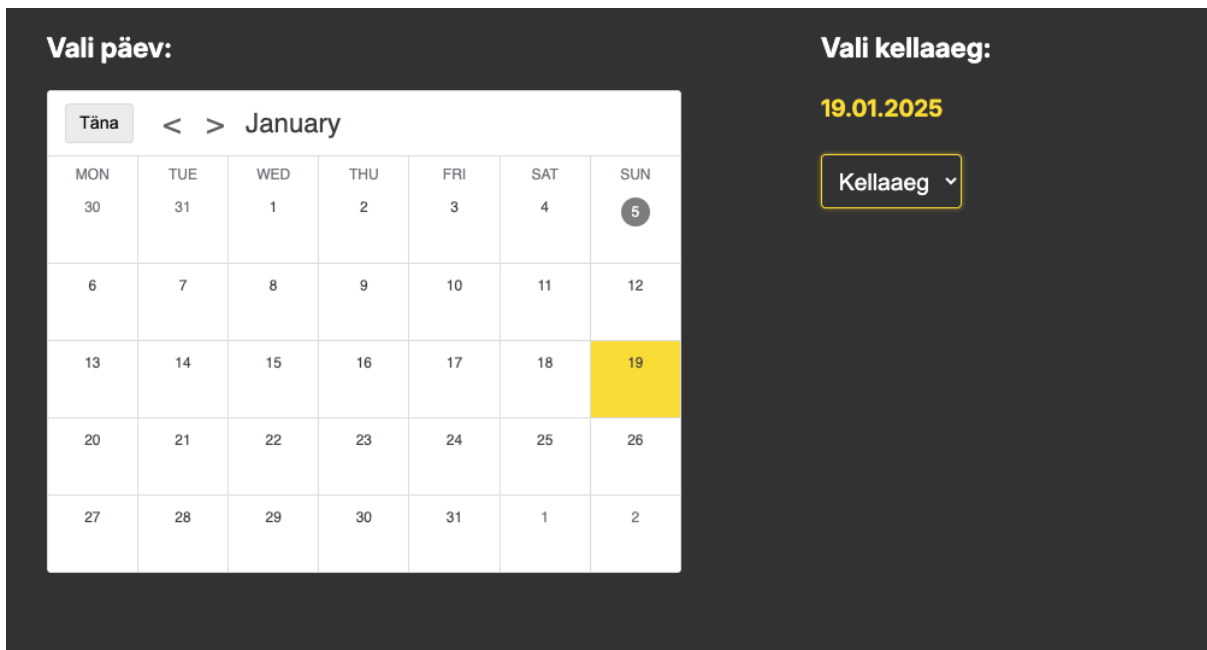 Vali päev:
Täna < > January
MON TUE WED THU FRI SAT SUN
30 31 1 2 3 4 5
6 7 8 9 10 11 12
13 14 15 16 17 18 19
20 21 22 23 24 25 26
27 28 29 30 31 1 2
Vali kellaaeg:
19.01.2025
Kellaaeg